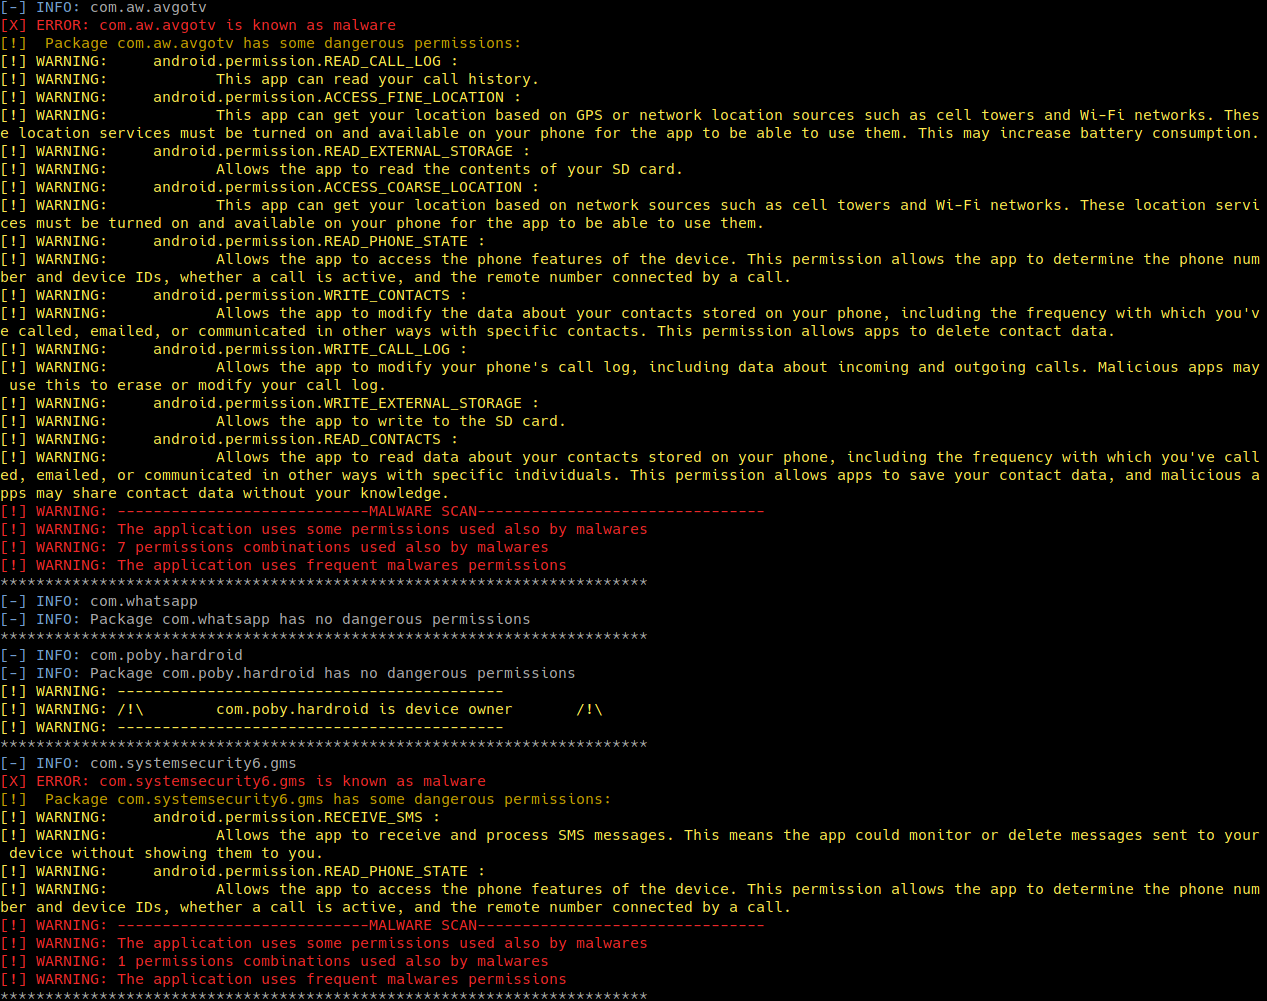 [-] INFO: com.aw.avgotv
[X] ERROR: com.aw.avgotv is known as malware
[!]  Package com.aw.avgotv has some dangerous permissions:
[!] WARNING:     android.permission.READ_CALL_LOG :
[!] WARNING:            This app can read your call history.
[!] WARNING:     android.permission.ACCESS_FINE_LOCATION :
[!] WARNING:            This app can get your location based on GPS or network location sources such as cell towers and Wi-Fi networks. Thes
e location services must be turned on and available on your phone for the app to be able to use them. This may increase battery consumption.
[!] WARNING:     android.permission.READ_EXTERNAL_STORAGE :
[!] WARNING:            Allows the app to read the contents of your SD card.
[!] WARNING:     android.permission.ACCESS_COARSE_LOCATION :
[!] WARNING:            This app can get your location based on network sources such as cell towers and Wi-Fi networks. These location servi
ces must be turned on and available on your phone for the app to be able to use them.
[!] WARNING:     android.permission.READ_PHONE_STATE :
[!] WARNING:            Allows the app to access the phone features of the device. This permission allows the app to determine the phone num
ber and device IDs, whether a call is active, and the remote number connected by a call.
[!] WARNING:     android.permission.WRITE_CONTACTS :
[!] WARNING:            Allows the app to modify the data about your contacts stored on your phone, including the frequency with which you'v
e called, emailed, or communicated in other ways with specific contacts. This permission allows apps to delete contact data.
[!] WARNING:     android.permission.WRITE_CALL_LOG :
[!] WARNING:            Allows the app to modify your phone's call log, including data about incoming and outgoing calls. Malicious apps may
 use this to erase or modify your call log.
[!] WARNING:     android.permission.WRITE_EXTERNAL_STORAGE :
[!] WARNING:            Allows the app to write to the SD card.
[!] WARNING:     android.permission.READ_CONTACTS :
[!] WARNING:            Allows the app to read data about your contacts stored on your phone, including the frequency with which you've call
ed, emailed, or communicated in other ways with specific individuals. This permission allows apps to save your contact data, and malicious a
pps may share contact data without your knowledge.
[!] WARNING: ----------------------------MALWARE SCAN--------------------------------
[!] WARNING: The application uses some permissions used also by malwares
[!] WARNING: 7 permissions combinations used also by malwares
[!] WARNING: The application uses frequent malwares permissions
************************************************************************
[-] INFO: com.whatsapp
[-] INFO: Package com.whatsapp has no dangerous permissions
************************************************************************
[-] INFO: com.poby.hardroid
[-] INFO: Package com.poby.hardroid has no dangerous permissions
[!] WARNING: -------------------------------------------
[!] WARNING: /!\        com.poby.hardroid is device owner       /!\
[!] WARNING: -------------------------------------------
************************************************************************
[-] INFO: com.systemsecurity6.gms
[X] ERROR: com.systemsecurity6.gms is known as malware
[!]  Package com.systemsecurity6.gms has some dangerous permissions:
[!] WARNING:     android.permission.RECEIVE_SMS :
[!] WARNING:            Allows the app to receive and process SMS messages. This means the app could monitor or delete messages sent to your
 device without showing them to you.
[!] WARNING:     android.permission.READ_PHONE_STATE :
[!] WARNING:            Allows the app to access the phone features of the device. This permission allows the app to determine the phone num
ber and device IDs, whether a call is active, and the remote number connected by a call.
[!] WARNING: ----------------------------MALWARE SCAN--------------------------------
[!] WARNING: The application uses some permissions used also by malwares
[!] WARNING: 1 permissions combinations used also by malwares
[!] WARNING: The application uses frequent malwares permissions
************************************************************************